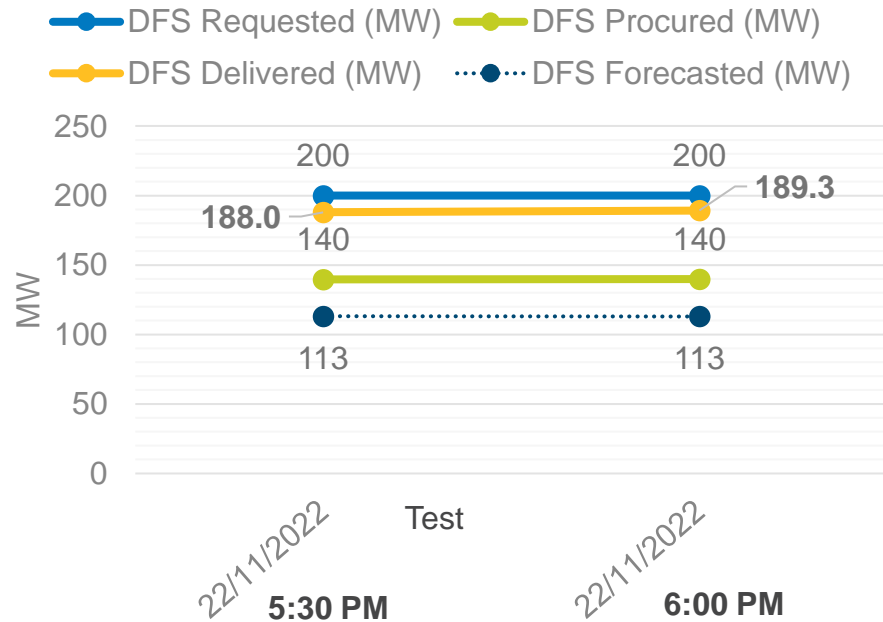 DFS Requested (MW) DFS Procured (MW)
DFS Delivered (MW) DFS Forecasted (MW)
250
200 200
200
189.3
188.0
140 140
150
MW
100
113 113
50
0
Test
22/11/2022 22/11/2022
5:30 PM 6:00 PM